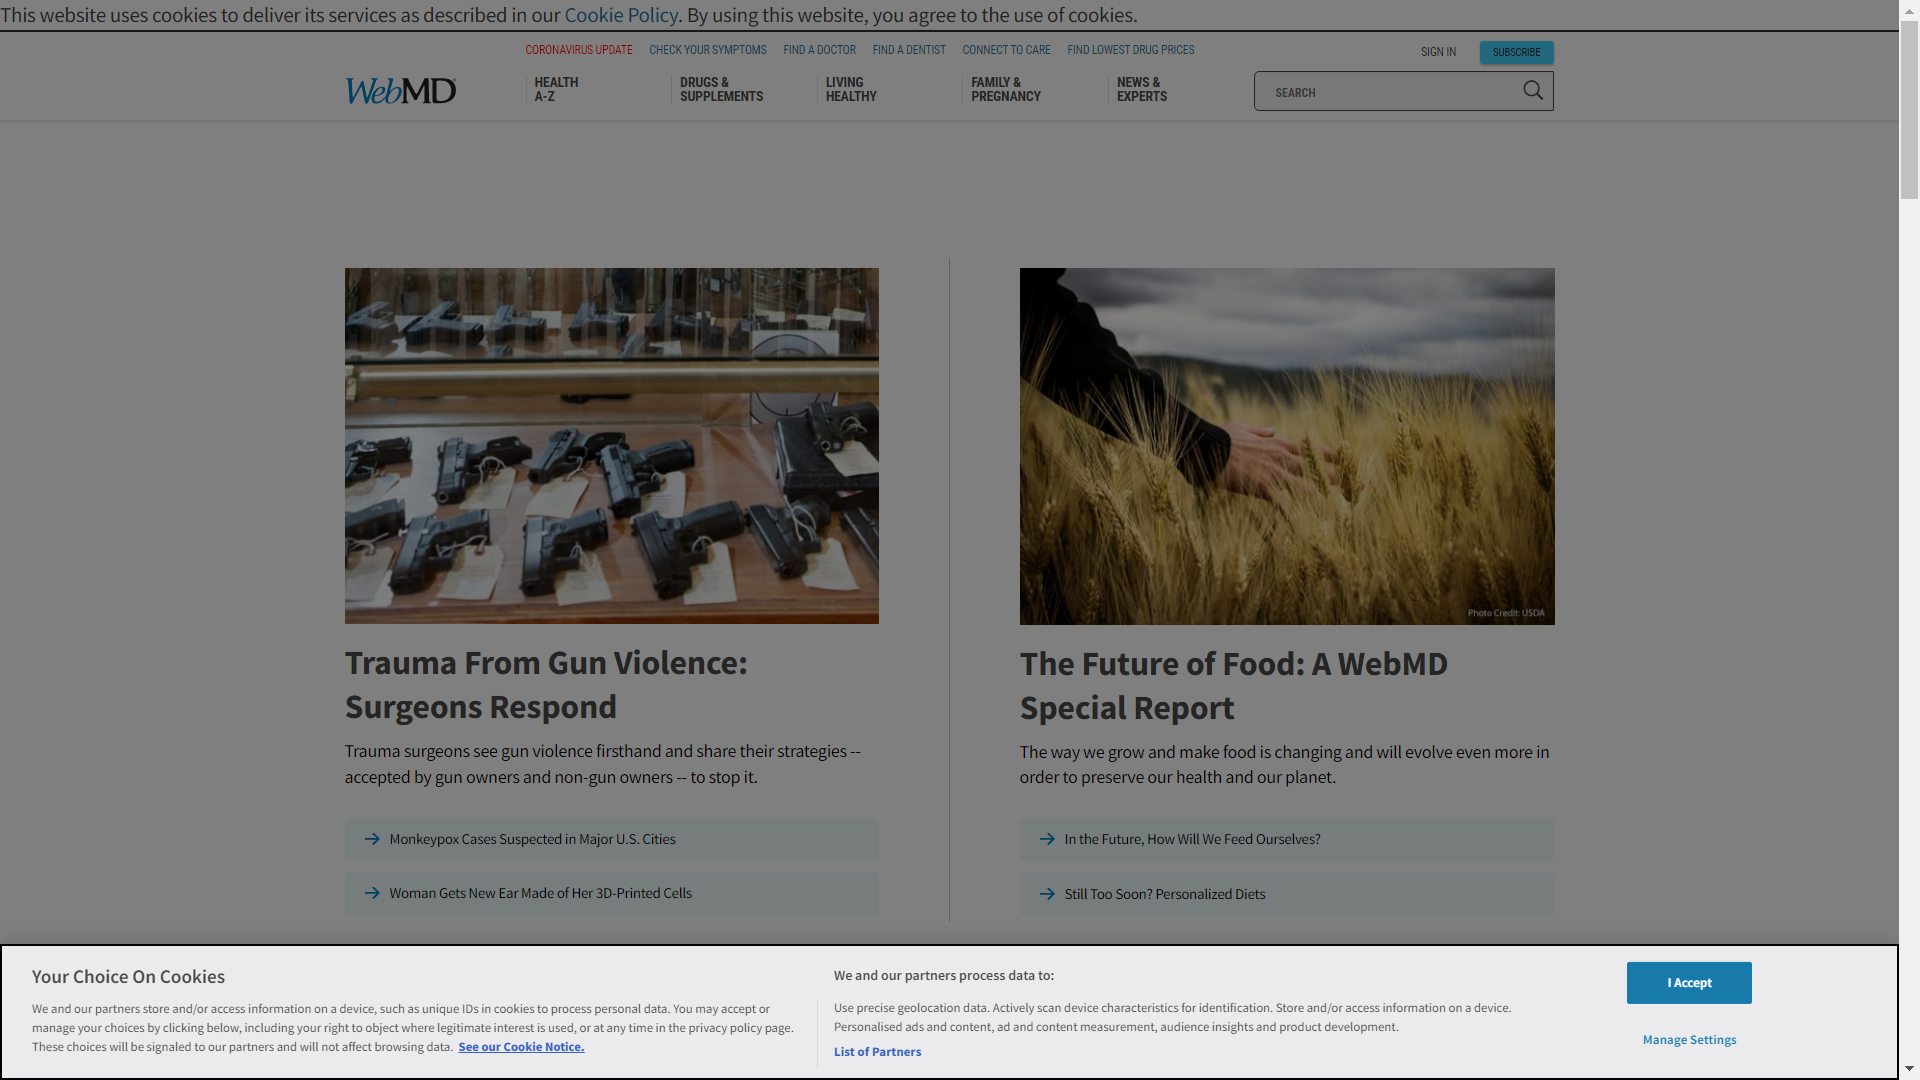 This website uses cookies to deliver its services as described in our Cookie Policy. By using this website, you agree to the use of cookies.
CORONAVIRUS UPDATE CHECK YOUR SYMPTOMS FIND A DOCTOR FIND A DENTIST CONNECT TO CARE FIND LOWEST DRUG PRICES SIGN IN SUBSCRIBE
WebMD
HEALTH
A-Z
DRUGS &
SUPPLEMENTS
LIVING
HEALTHY
FAMILY &
PREGNANCY
NEWS &
EXPERTS
SEARCH
Trauma From Gun Violence:
Surgeons Respond
Trauma surgeons see gun violence firsthand and share their strategies --
accepted by gun owners and non-gun owners -- to stop it.
Monkeypox Cases Suspected in Major U.S. Cities
Woman Gets New Ear Made of Her 3D-Printed Cells
Photo Credit: USDA
The Future of Food: A WebMD
Special Report
The way we grow and make food is changing and will evolve even more in
order to preserve our health and our planet.
In the Future, How Will We Feed Ourselves?
Still Too Soon? Personalized Diets
Your Choice On Cookies
We and our partners store and/or access information on a device, such as unique IDs in cookies to process personal data. You may accept or
manage your choices by clicking below, including your right to object where legitimate interest is used, or at any time in the privacy policy page.
These choices will be signaled to our partners and will not affect browsing data. See our Cookie Notice.
We and our partners process data to:
Use precise geolocation data. Actively scan device characteristics for identification. Store and/or access information on a device.
Personalised ads and content, ad and content measurement, audience insights and product development.
List of Partners
I Accept
Manage Settings